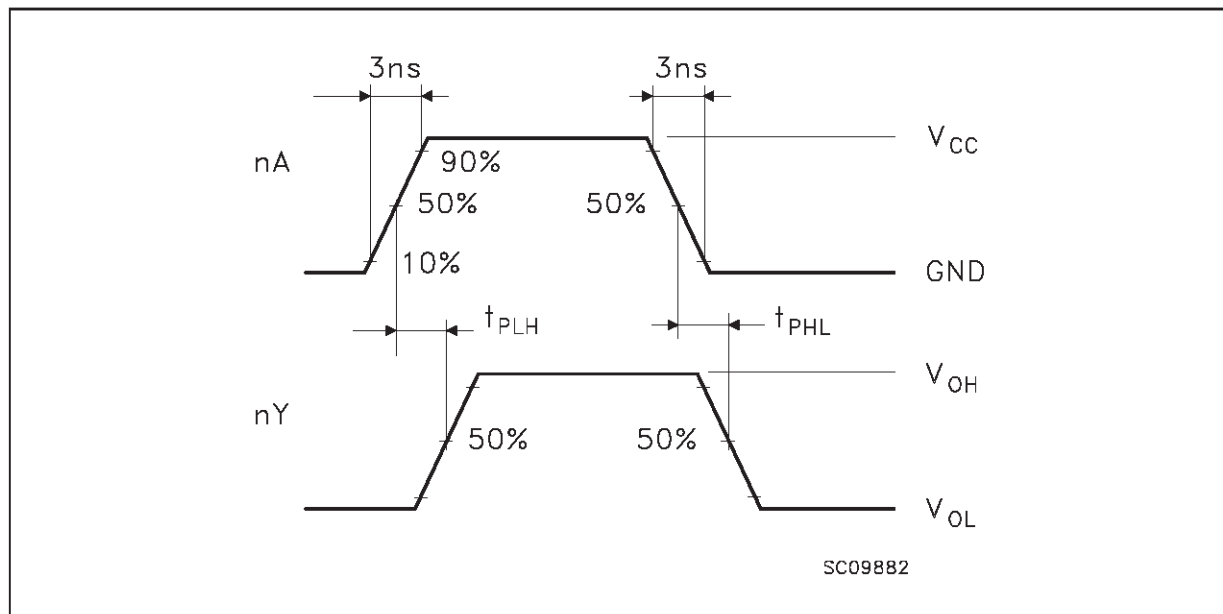 3ns 3ns
V_CC
nA
90%
50% 50%
10%
GND
t_PLH t_PHL
V_OH
nY
50% 50%
V_OL
SC09882